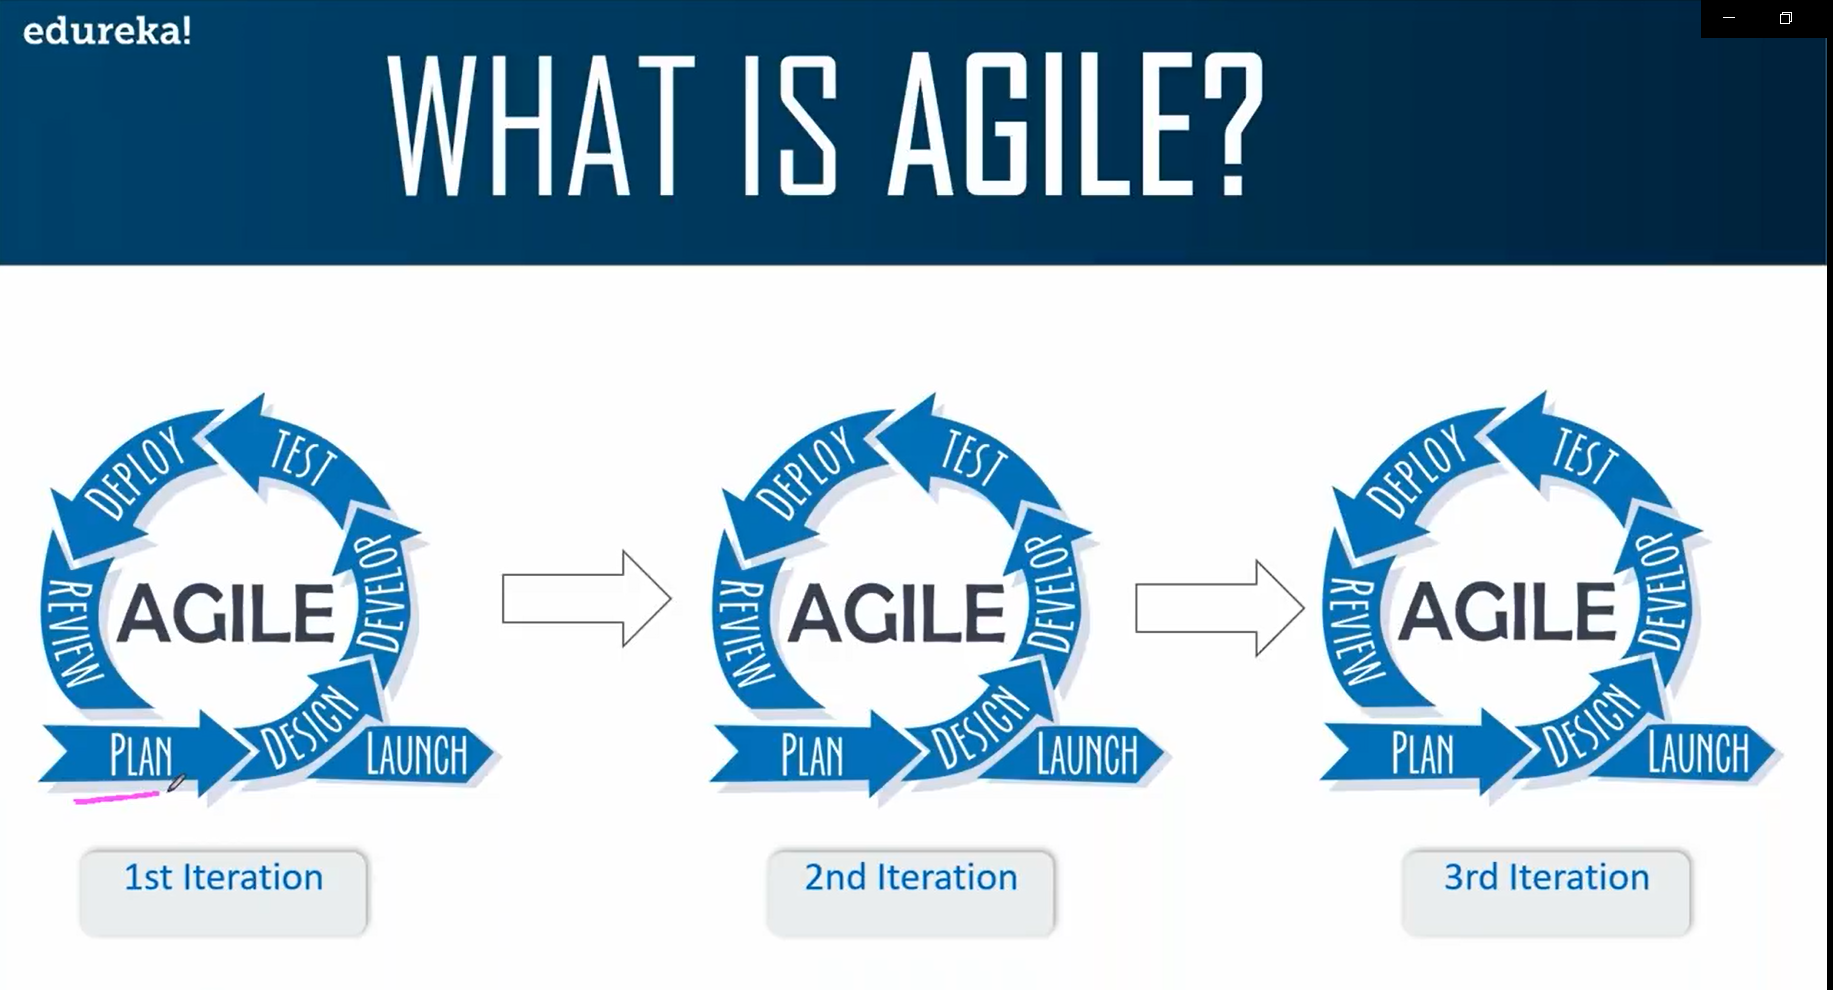 edureka!
WHAT IS AGILE?
DEPLOY
TEST
REVIEW
AGILE
DEVELOP
PLAN
DESIGN
LAUNCH
1st Iteration
DEPLOY
TEST
REVIEW
AGILE
DEVELOP
PLAN
DESIGN
LAUNCH
2nd Iteration
DEPLOY
TEST
REVIEW
AGILE
DEVELOP
PLAN
DESIGN
LAUNCH
3rd Iteration